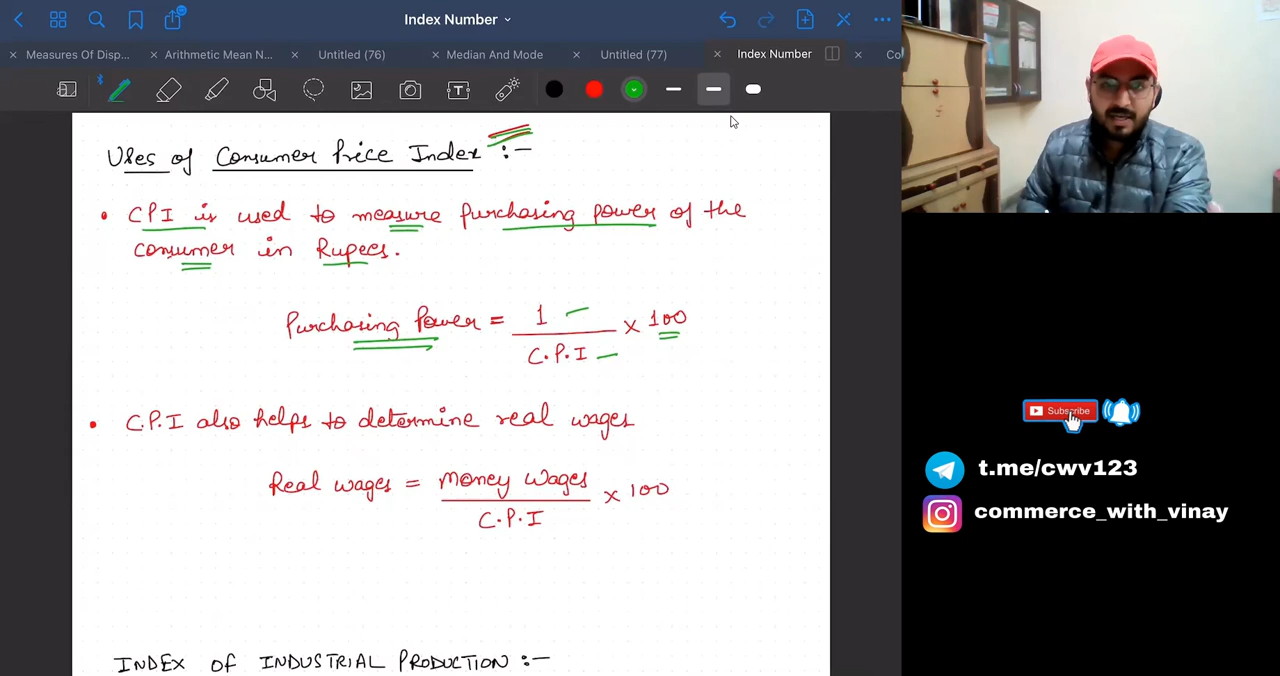 Index Number
Measures Of Disp...
Arithmetic Mean N...
Untitled (76)
Median And Mode
Untitled (77)
Index Number
Co
Uses of Consumer Price Index :-
• CPI is used to measure purchasing power of the
consumer in Rupees.
Purchasing Power = 1 / C.P.I × 100
• C.P.I also helps to determine real wages
Real wages = Money Wages / C.P.I × 100
INDEX OF INDUSTRIAL PRODUCTION :-
Subscribe
t.me/cwv123
commerce_with_vinay